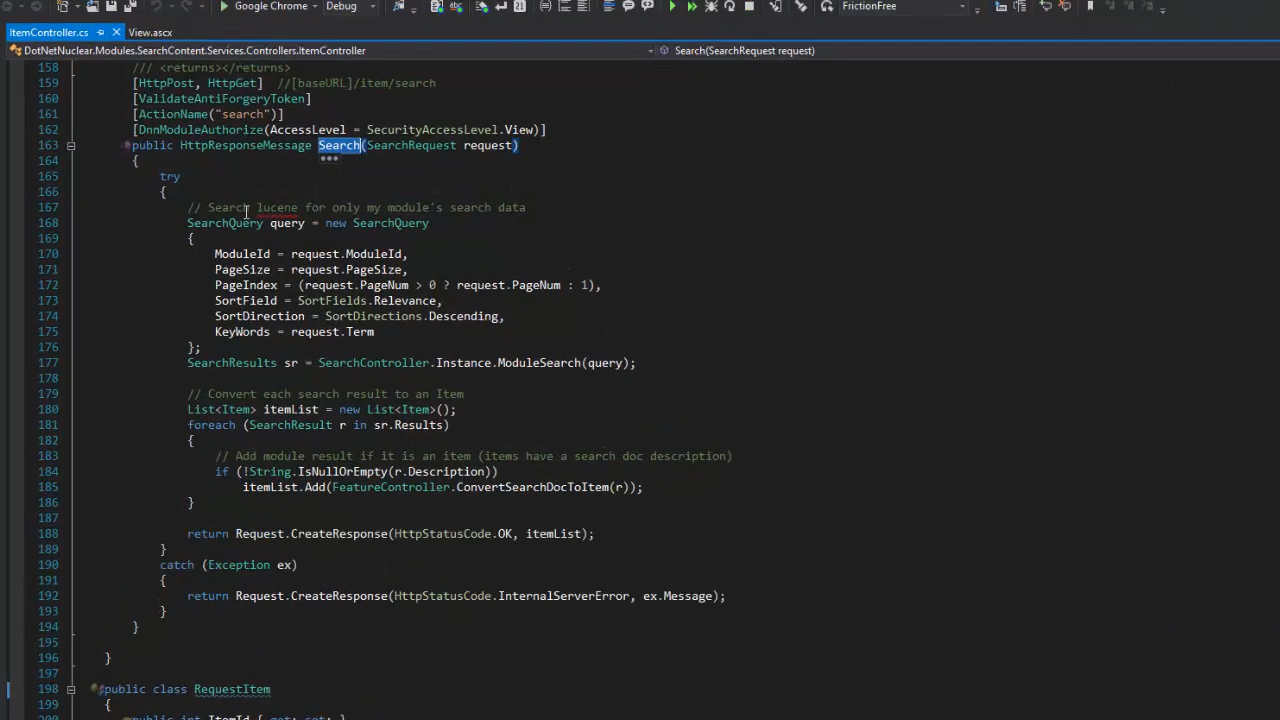 Google Chrome
Debug
FrictionFree
ItemController.cs
View.ascx
DotNetNuclear.Modules.SearchContent.Services.Controllers.ItemController
Search(SearchRequest request)
158 /// <returns></returns>
159 [HttpPost, HttpGet] //[baseURL]/item/search
160 [ValidateAntiForgeryToken]
161 [ActionName("search")]
162 [DnnModuleAuthorize(AccessLevel = SecurityAccessLevel.View)]
163 public HttpResponseMessage Search(SearchRequest request)
164 {
165 try
166 {
167 // Search lucene for only my module's search data
168 SearchQuery query = new SearchQuery
169 {
170 ModuleId = request.ModuleId,
171 PageSize = request.PageSize,
172 PageIndex = (request.PageNum > 0 ? request.PageNum : 1),
173 SortField = SortFields.Relevance,
174 SortDirection = SortDirections.Descending,
175 KeyWords = request.Term
176 };
177 SearchResults sr = SearchController.Instance.ModuleSearch(query);
178
179 // Convert each search result to an Item
180 List<Item> itemList = new List<Item>();
181 foreach (SearchResult r in sr.Results)
182 {
183 // Add module result if it is an item (items have a search doc description)
184 if (!String.IsNullOrEmpty(r.Description))
185 itemList.Add(FeatureController.ConvertSearchDocToItem(r));
186 }
187
188 return Request.CreateResponse(HttpStatusCode.OK, itemList);
189 }
190 catch (Exception ex)
191 {
192 return Request.CreateResponse(HttpStatusCode.InternalServerError, ex.Message);
193 }
194 }
195
196 }
197
198 public class RequestItem
199 {
200 public int ItemId { get; set; }